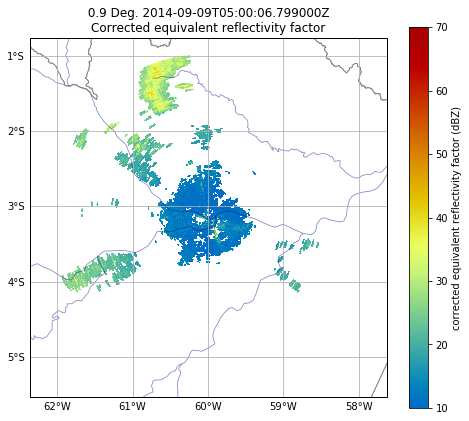 0.9 Deg. 2014-09-09T05:00:06.799000Z
Corrected equivalent reflectivity factor
1°S
2°S
3°S
4°S
5°S
62°W
61°W
60°W
59°W
58°W
70
60
50
40
30
20
10
corrected equivalent reflectivity factor (dBZ)